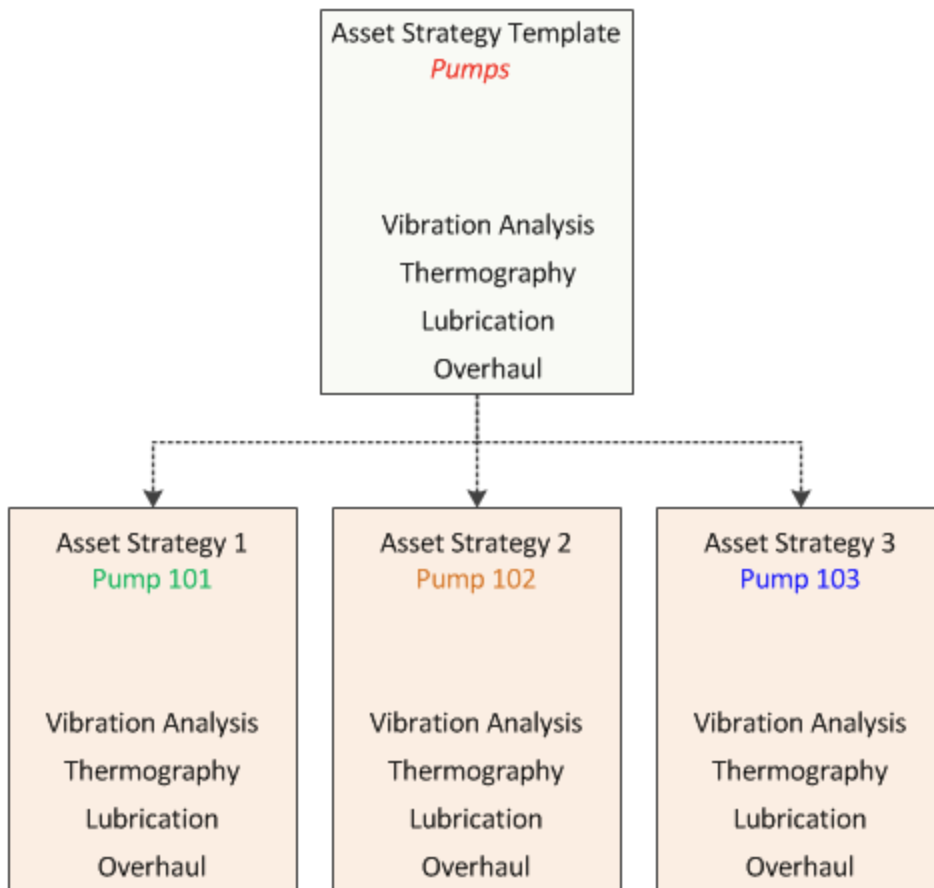 Asset Strategy Template
Pumps
Vibration Analysis
Thermography
Lubrication
Overhaul
Asset Strategy 1
Pump 101
Vibration Analysis
Thermography
Lubrication
Overhaul
Asset Strategy 2
Pump 102
Vibration Analysis
Thermography
Lubrication
Overhaul
Asset Strategy 3
Pump 103
Vibration Analysis
Thermography
Lubrication
Overhaul